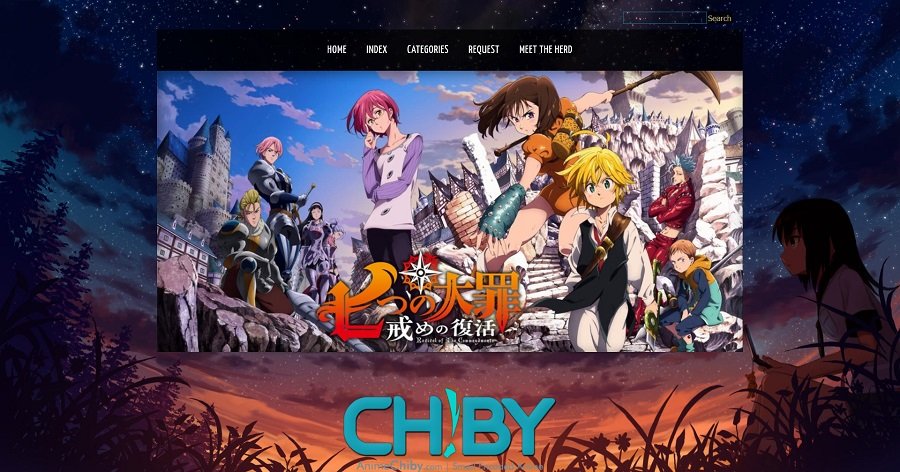 Search
HOME INDEX CATEGORIES REQUEST MEET THE HERD
七つの大罪
戒めの復活
Revival of The Commandments
CH!BY
AnimeChiby.com | Small